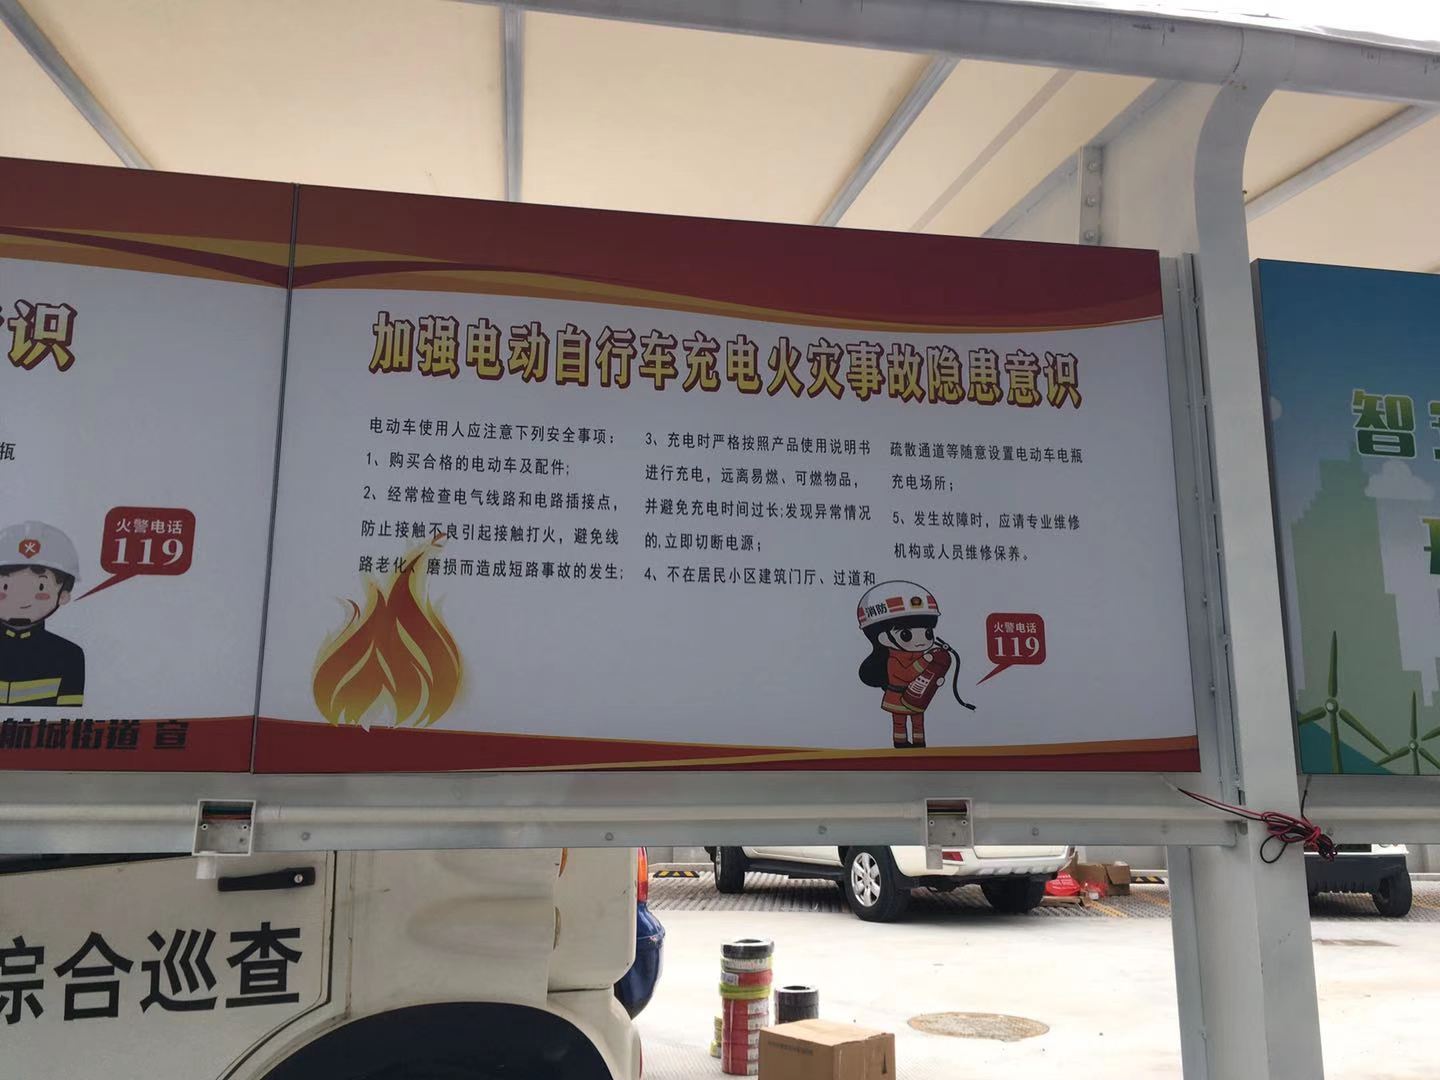 识
瓶
火警电话
119
航城街道 宣
加强电动自行车充电火灾事故隐患意识
电动车使用人应注意下列安全事项：
1、购买合格的电动车及配件;
2、经常检查电气线路和电路插接点，
防止接触不良引起接触打火，避免线
路老化、磨损而造成短路事故的发生;
3、充电时严格按照产品使用说明书
进行充电，远离易燃、可燃物品，
并避免充电时间过长;发现异常情况
的,立即切断电源；
4、不在居民小区建筑门厅、过道和
疏散通道等随意设置电动车电瓶
充电场所；
5、发生故障时，应请专业维修
机构或人员维修保养。
消防
火警电话
119
智
综合巡查